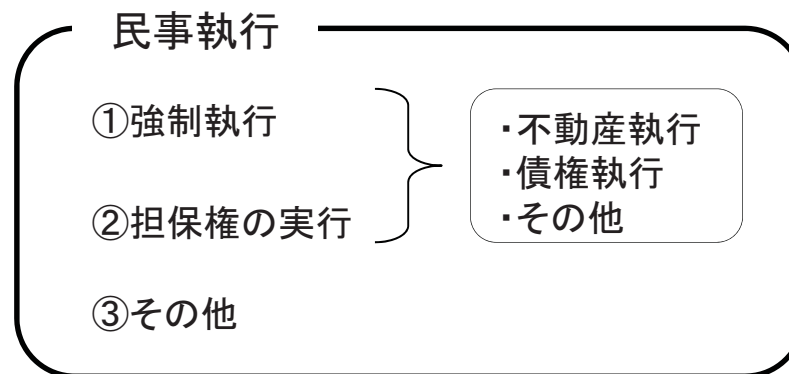 民事執行
①強制執行
②担保権の実行
③その他
・不動産執行
・債権執行
・その他